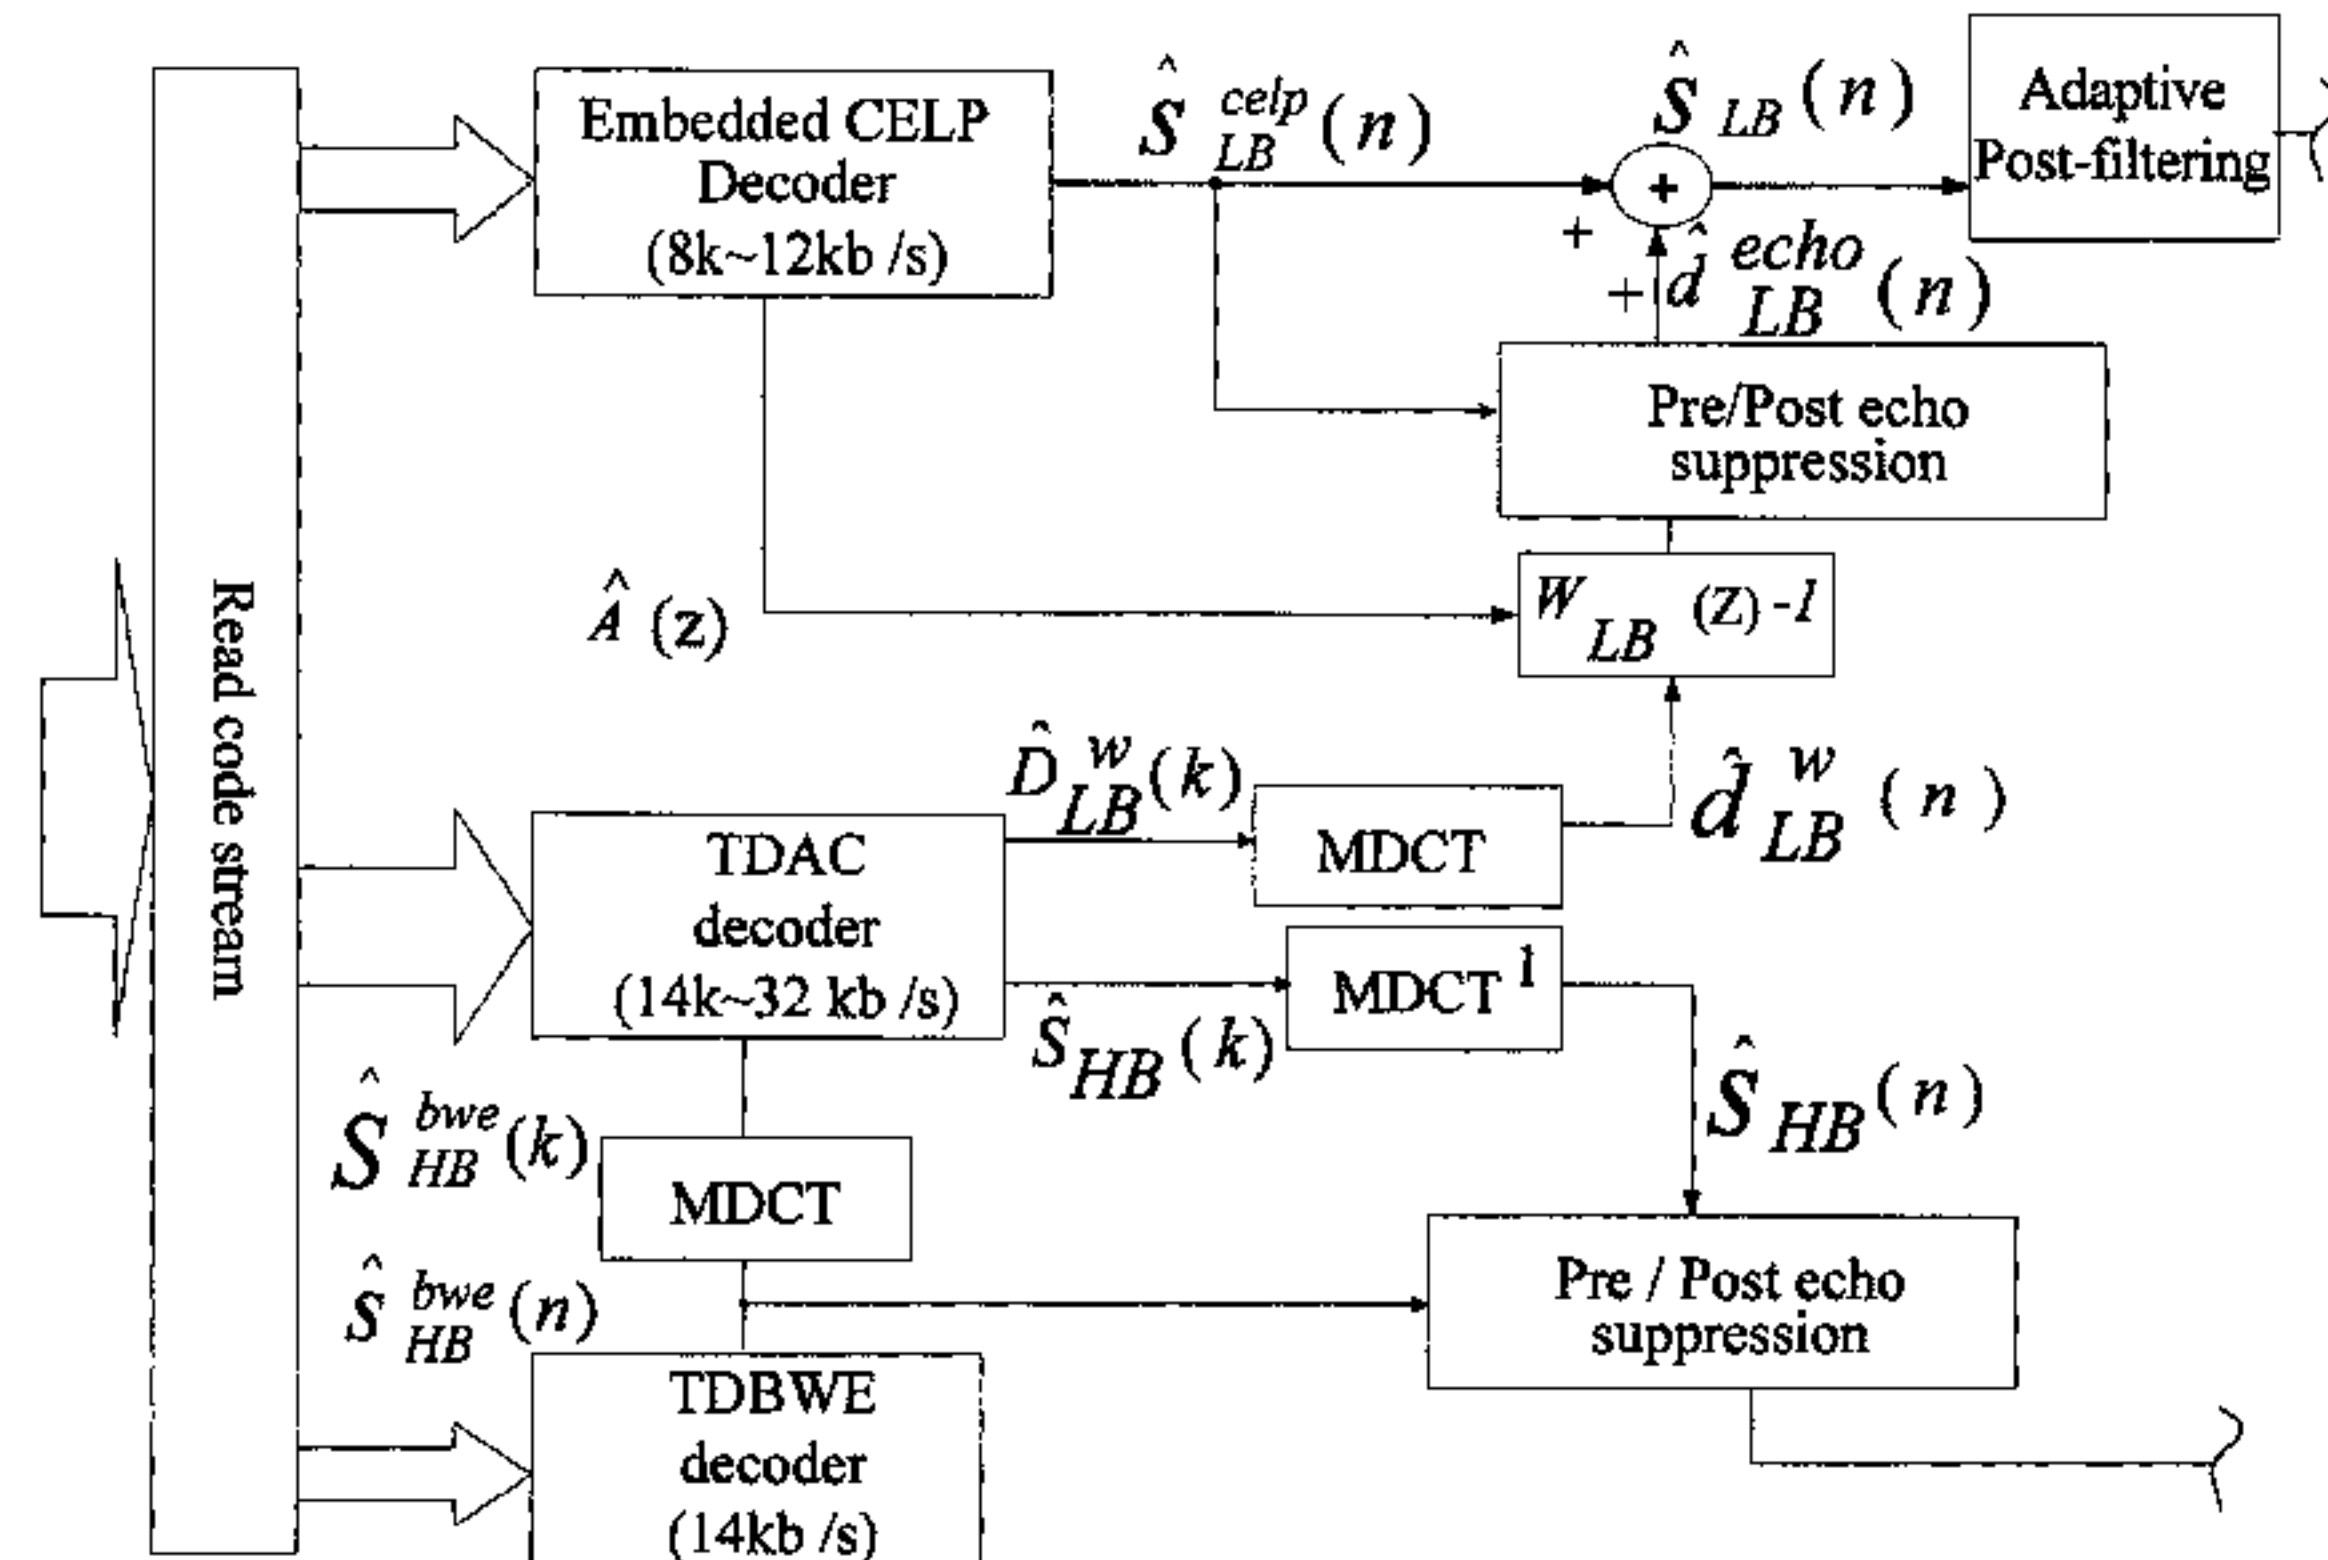 Embedded CELP
Decoder
(8k~12kb /s)
ŝ celp LB (n)
ŝ LB (n)
Adaptive
Post-filtering
+
+
+
d̂ echo LB (n)
Pre/Post echo
suppression
W LB (Z) -1
Â (z)
Read code stream
D̂ w LB (k)
MDCT
d̂ w LB (n)
TDAC
decoder
(14k~32 kb /s)
MDCT 1
ŝ HB (k)
ŝ HB (n)
Ŝ bwe HB (k)
MDCT
ŝ bwe HB (n)
Pre / Post echo
suppression
TDBWE
decoder
(14kb /s)